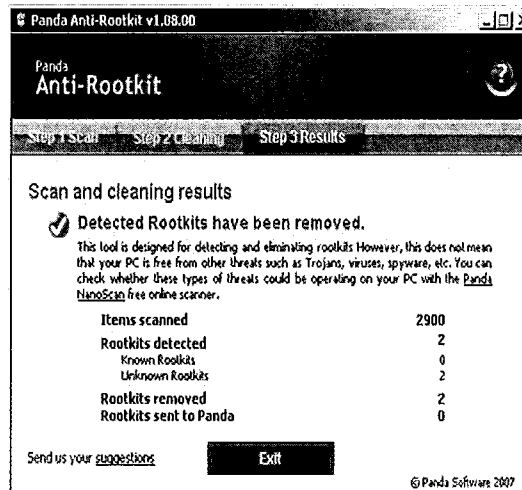 Panda Anti-Rootkit v1.08.00
Panda
Anti-Rootkit
?
Step 1 Scan
Step 2 Cleaning
Step 3 Results
Scan and cleaning results
Detected Rootkits have been removed.
This tool is designed for detecting and eliminating rootkits However, this does not mean
that your PC is free from other threats such as Trojans, viruses, spyware, etc. You can
check whether these types of threats could be operating on your PC with the Panda
NanoScan free online scanner.
Items scanned 2900
Rootkits detected 2
Known Rootkits 0
Unknown Rootkits 2
Rootkits removed 2
Rootkits sent to Panda 0
Send us your suggestions
Exit
© Panda Software 2007